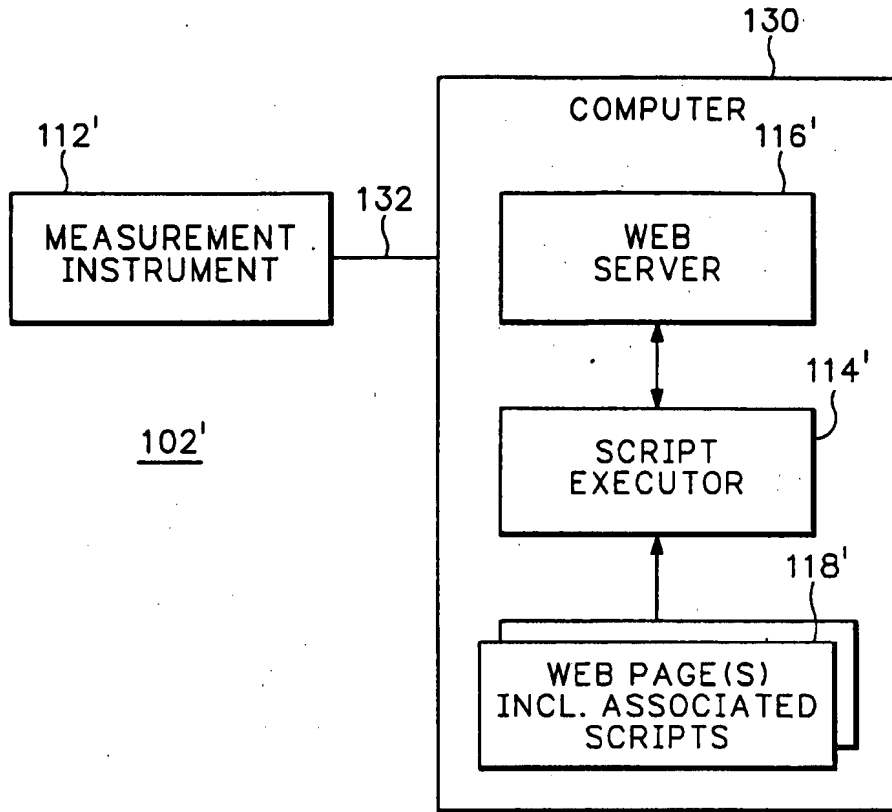 130
COMPUTER
112'
116'
MEASUREMENT
INSTRUMENT
132
WEB
SERVER
114'
102'
SCRIPT
EXECUTOR
118'
WEB PAGE(S)
INCL. ASSOCIATED
SCRIPTS